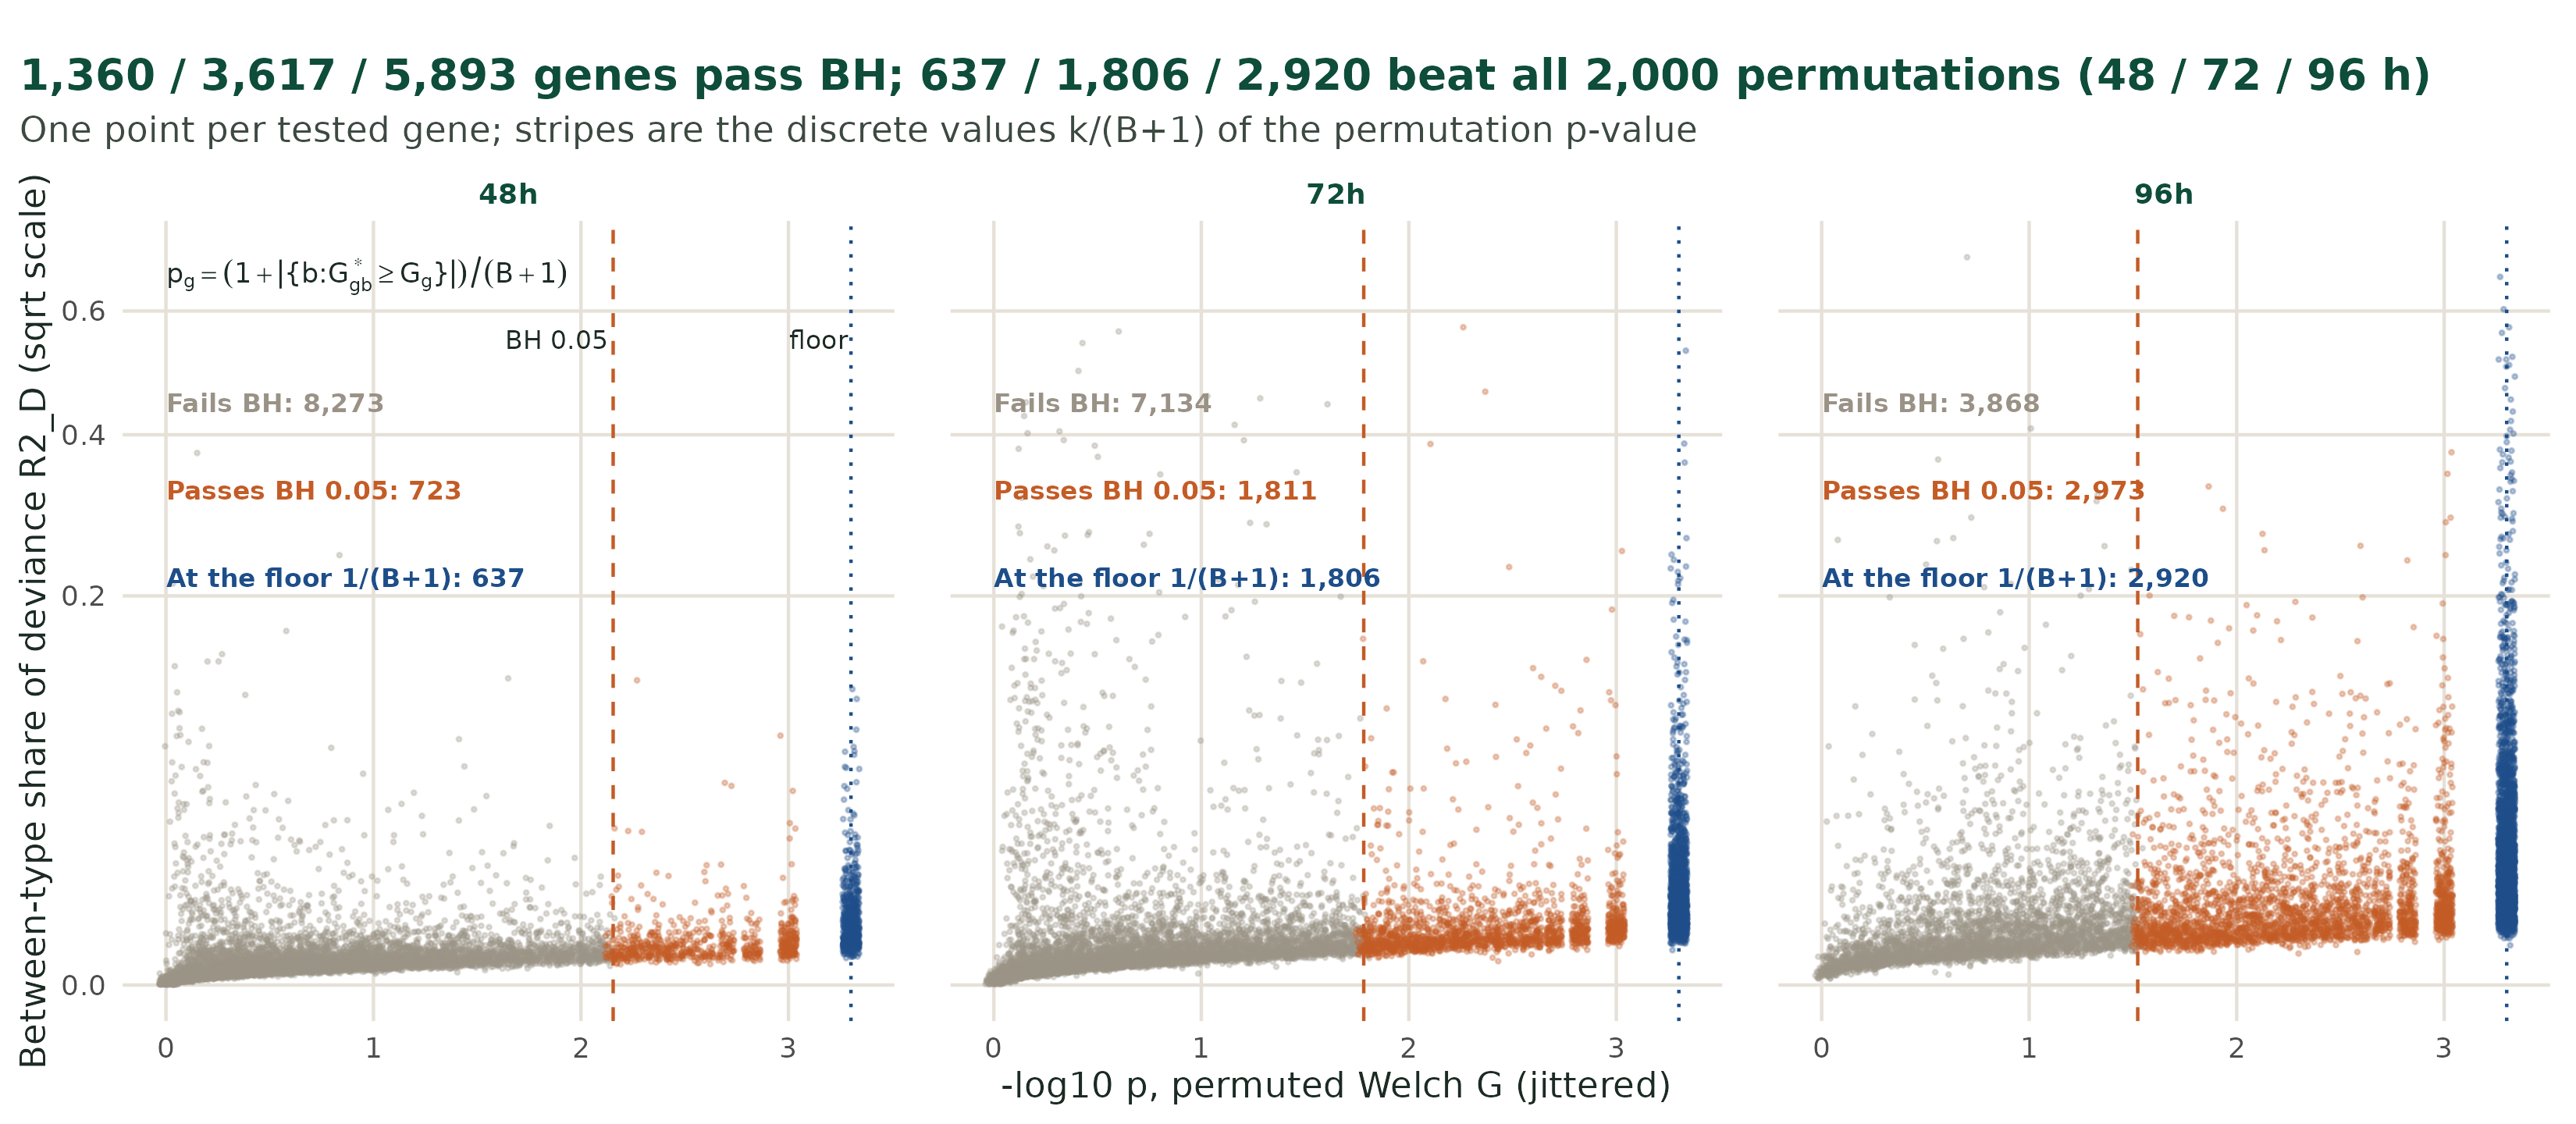 1,360 / 3,617 / 5,893 genes pass BH; 637 / 1,806 / 2,920 beat all 2,000 permutations (48 / 72 / 96 h)
One point per tested gene; stripes are the discrete values k/(B+1) of the permutation p-value
Between-type share of deviance R2_D (sqrt scale)
48h
72h
96h
p_g = (1 + |{b: G*_gb ≥ G_g}|)/(B + 1)
BH 0.05
floor
Fails BH: 8,273
Passes BH 0.05: 723
At the floor 1/(B+1): 637
Fails BH: 7,134
Passes BH 0.05: 1,811
At the floor 1/(B+1): 1,806
Fails BH: 3,868
Passes BH 0.05: 2,973
At the floor 1/(B+1): 2,920
0.6
0.4
0.2
0.0
0 1 2 3
0 1 2 3
0 1 2 3
-log10 p, permuted Welch G (jittered)